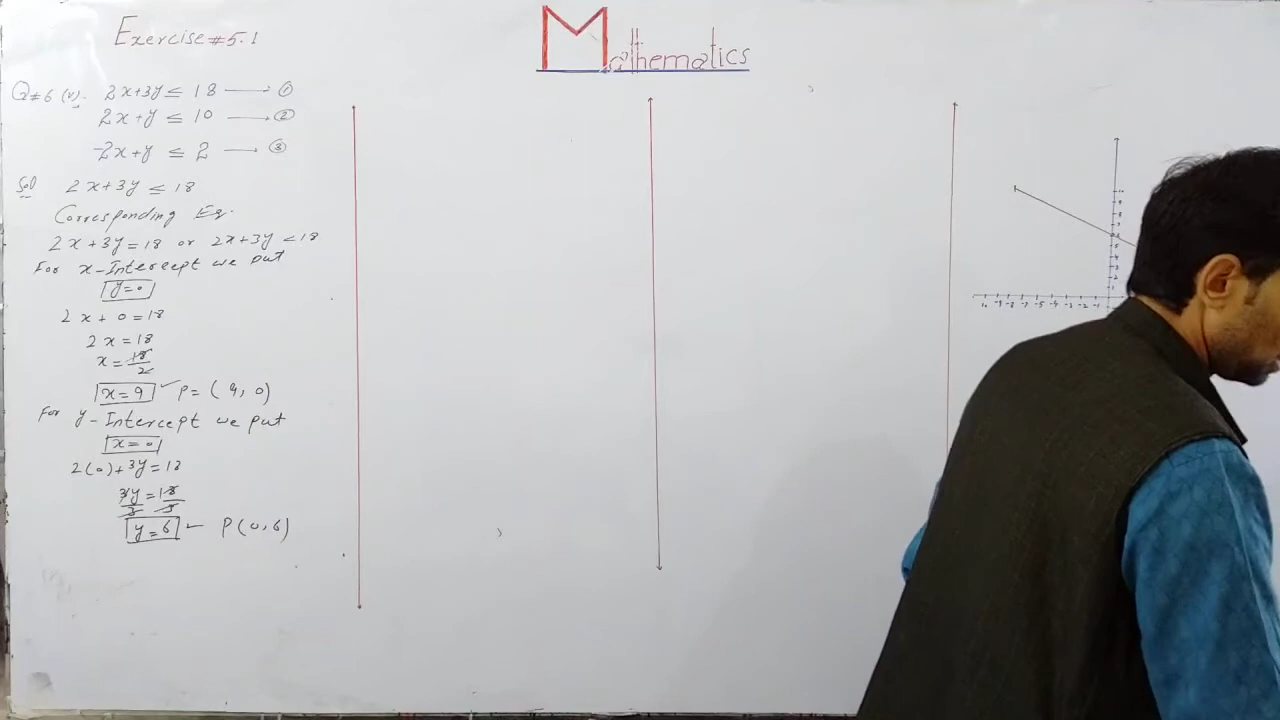 Exercise#5.1
Mathematics
Q#6 (v). 2x+3y ≤ 18 —— ①
2x+y ≤ 10 —— ②
-2x+y ≤ 2 —— ③
Sol 2x+3y ≤ 18
Corresponding Eq.
2x+3y=18 or 2x+3y<18
For x-Intercept we put
y=0
2x+0=18
2x=18
x=18/2
x=9 ✓ P=(9,0)
For y-Intercept we put
x=0
2(0)+3y=18
3y/3=18/3
y=6 ✓ P(0,6)